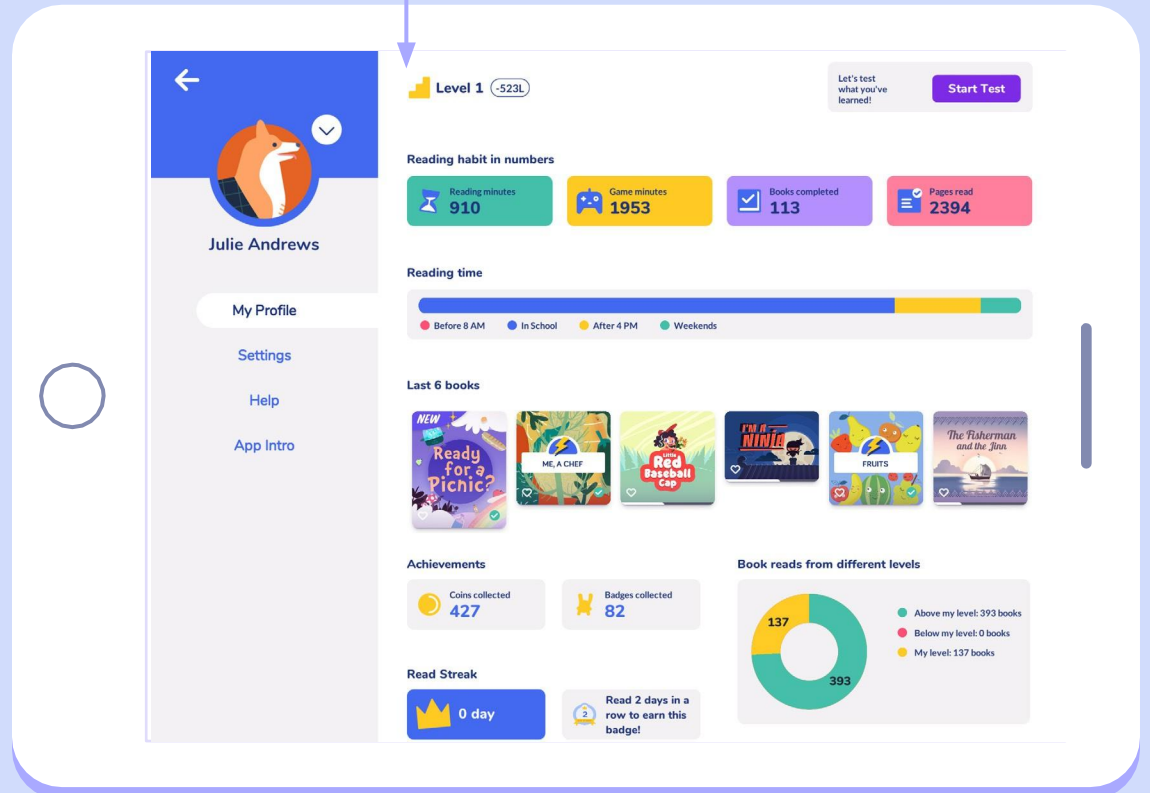 Level 1
-523L
Let's test
what you've
learned!
Start Test
Julie Andrews
My Profile
Settings
Help
App Intro
Reading habit in numbers
Reading minutes
910
Game minutes
1953
Books completed
113
Pages read
2394
Reading time
Before 8 AM
In School
After 4 PM
Weekends
Last 6 books
NEW
Ready
for a
Picnic?
ME, A CHEF
Little
Red
Baseball
Cap
I'M A
NINJA
FRUITS
The Fisherman
and the Jinn
Achievements
Coins collected
427
Badges collected
82
Read Streak
0 day
2
Read 2 days in a
row to earn this
badge!
Book reads from different levels
137
393
Above my level: 393 books
Below my level: 0 books
My level: 137 books